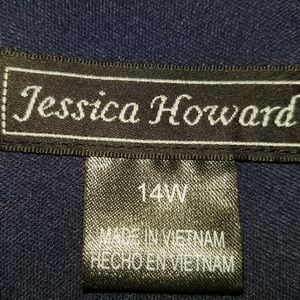 Jessica Howard
14W
MADE IN VIETNAM
HECHO EN VIETNAM